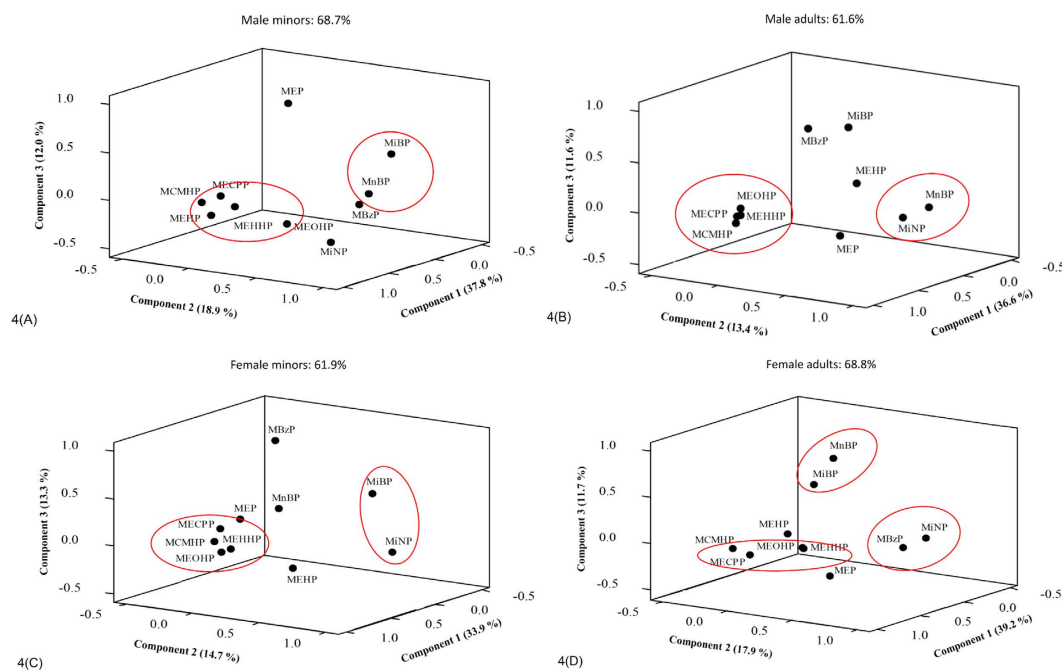 Male minors: 68.7%
1.0
0.5
0.0
-0.5
Component 3 (12.0 %)
MEP
MiBP
MnBP
MBzP
MECPP
MCMHP
MEHP
MEHHP
MEOHP
MiNP
-0.5
0.0
0.5
1.0
Component 2 (18.9 %)
1.0
0.5
0.0
-0.5
Component 1 (37.8 %)
4(A)
Male adults: 61.6%
1.0
0.5
0.0
-0.5
Component 3 (11.6 %)
MiBP
MBzP
MEHP
MnBP
MiNP
MEOHP
MECPP
MEHHP
MCMHP
MEP
-0.5
0.0
0.5
1.0
Component 2 (13.4 %)
1.0
0.5
0.0
-0.5
Component 1 (36.6 %)
4(B)
Female minors: 61.9%
1.0
0.5
0.0
-0.5
Component 3 (13.3 %)
MBzP
MiBP
MnBP
MEP
MECPP
MCMHP
MEHHP
MEOHP
MiNP
MEHP
-0.5
0.0
0.5
1.0
Component 2 (14.7 %)
1.0
0.5
0.0
-0.5
Component 1 (33.9 %)
4(C)
Female adults: 68.8%
1.0
0.5
0.0
-0.5
Component 3 (11.7 %)
MnBP
MiBP
MiNP
MBzP
MEHP
MCMHP
MEOHP
MEHHP
MECPP
MEP
-0.5
0.0
0.5
1.0
Component 2 (17.9 %)
1.0
0.5
0.0
-0.5
Component 1 (39.2 %)
4(D)